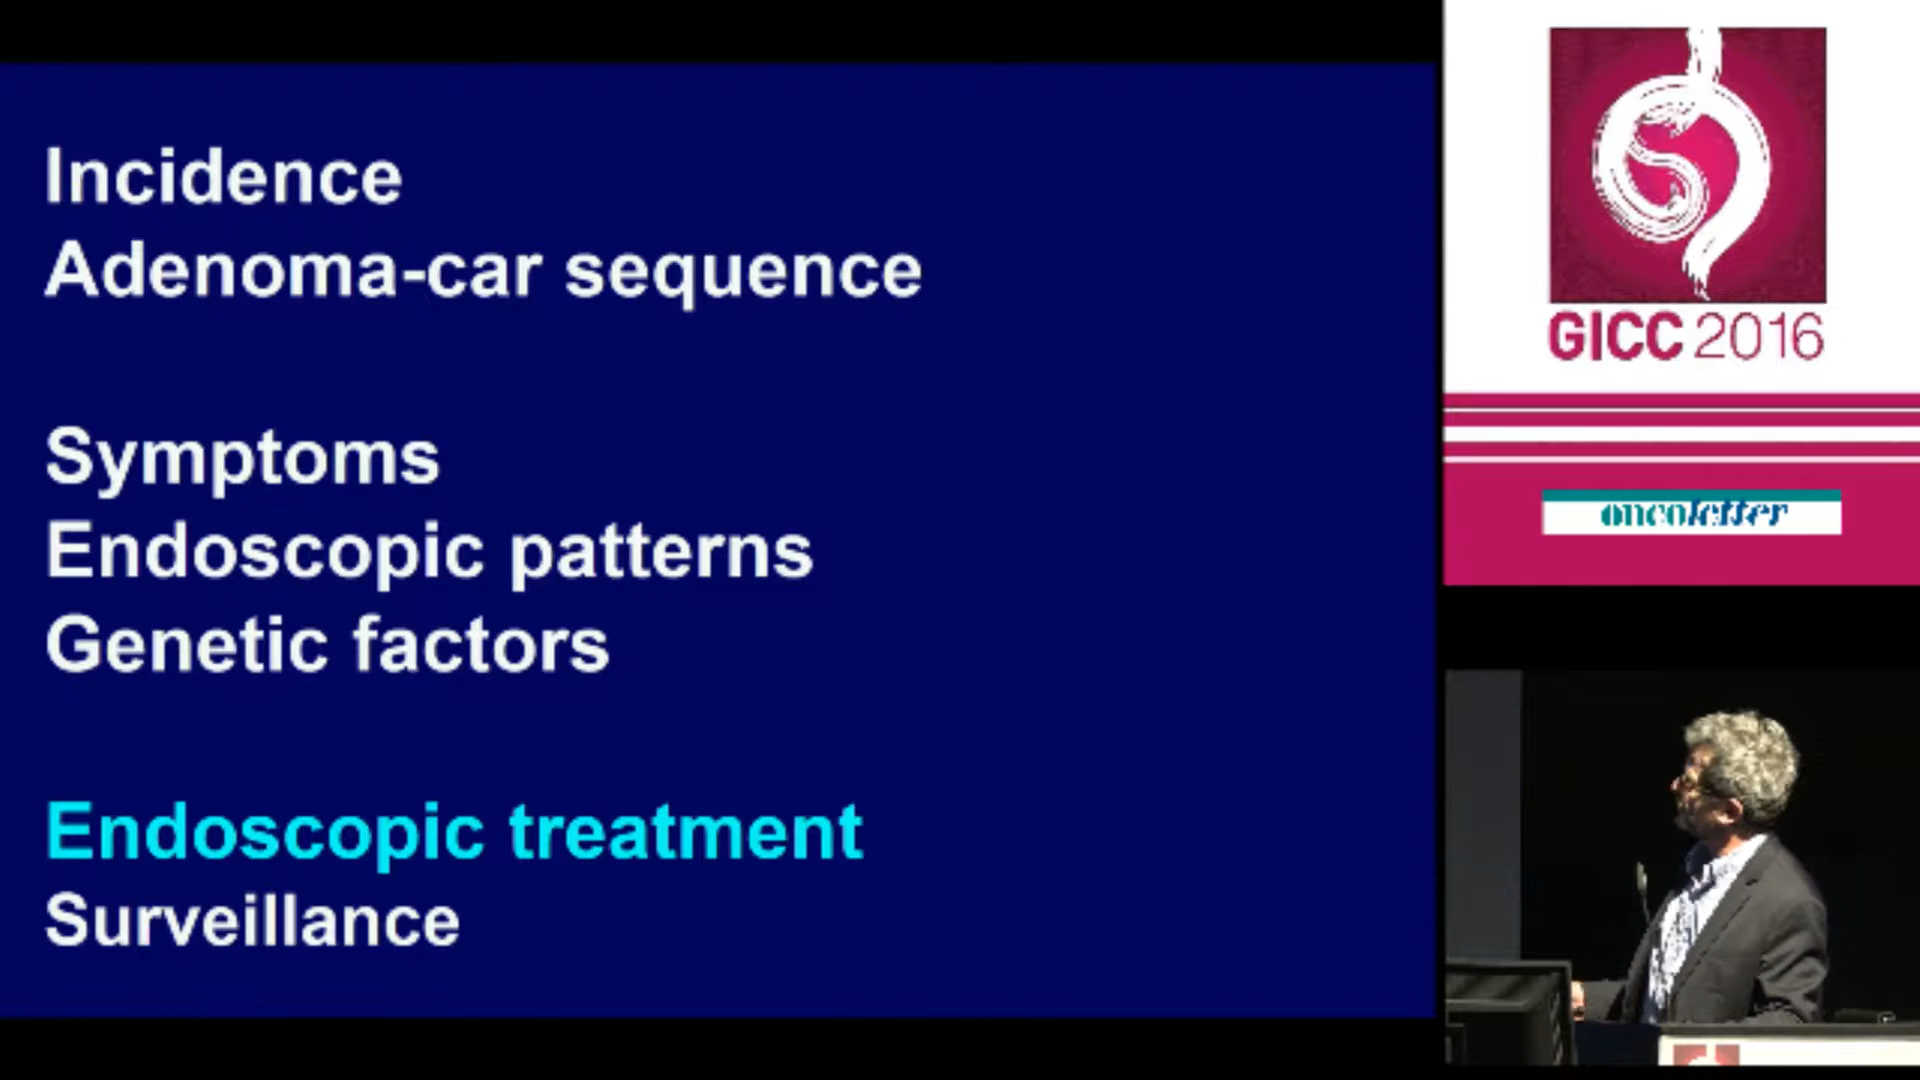 Incidence
Adenoma-car sequence
Symptoms
Endoscopic patterns
Genetic factors
Endoscopic treatment
Surveillance
GICC 2016
oncoletter